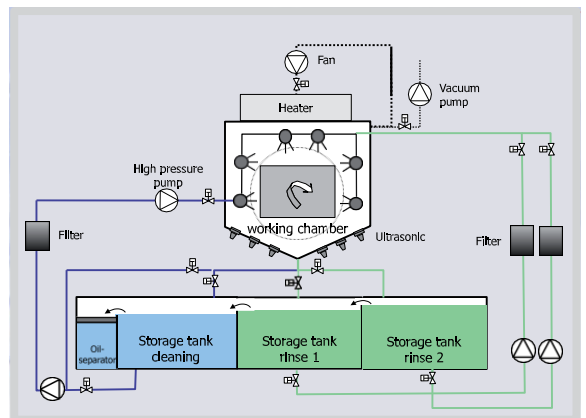 Fan
Heater
Vacuum
pump
High pressure
pump
working chamber
Ultrasonic
Filter
Filter
Oil-
separator
Storage tank
cleaning
Storage tank
rinse 1
Storage tank
rinse 2